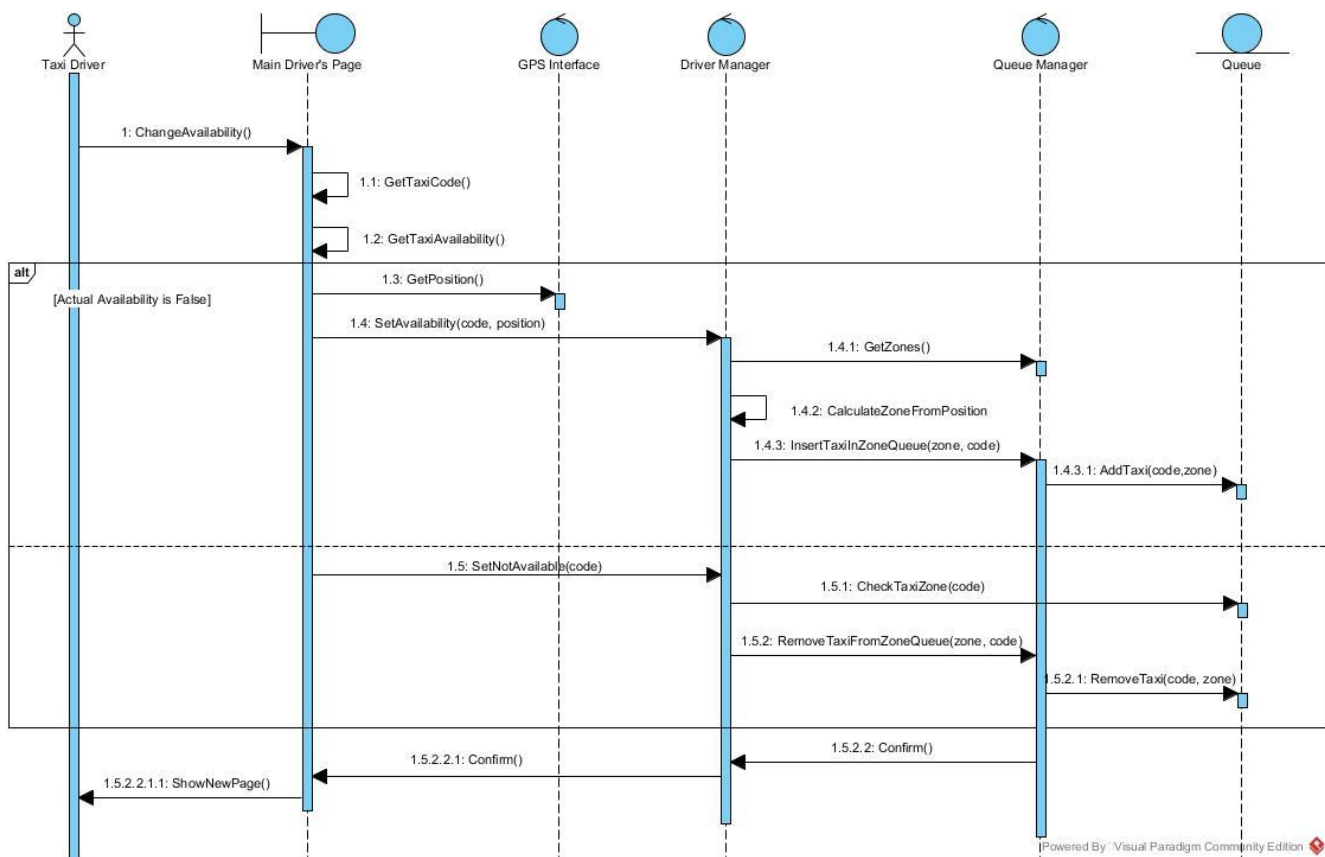 Taxi Driver
Main Driver's Page
GPS Interface
Driver Manager
Queue Manager
Queue
1: ChangeAvailability()
1.1: GetTaxiCode()
1.2: GetTaxiAvailability()
alt
1.3: GetPosition()
[Actual Availability is False]
1.4: SetAvailability(code, position)
1.4.1: GetZones()
1.4.2: CalculateZoneFromPosition
1.4.3: InsertTaxiInZoneQueue(zone, code)
1.4.3.1: AddTaxi(code,zone)
1.5: SetNotAvailable(code)
1.5.1: CheckTaxiZone(code)
1.5.2: RemoveTaxiFromZoneQueue(zone, code)
1.5.2.1: RemoveTaxi(code, zone)
1.5.2.2: Confirm()
1.5.2.2.1: Confirm()
1.5.2.2.1.1: ShowNewPage()
Powered By Visual Paradigm Community Edition